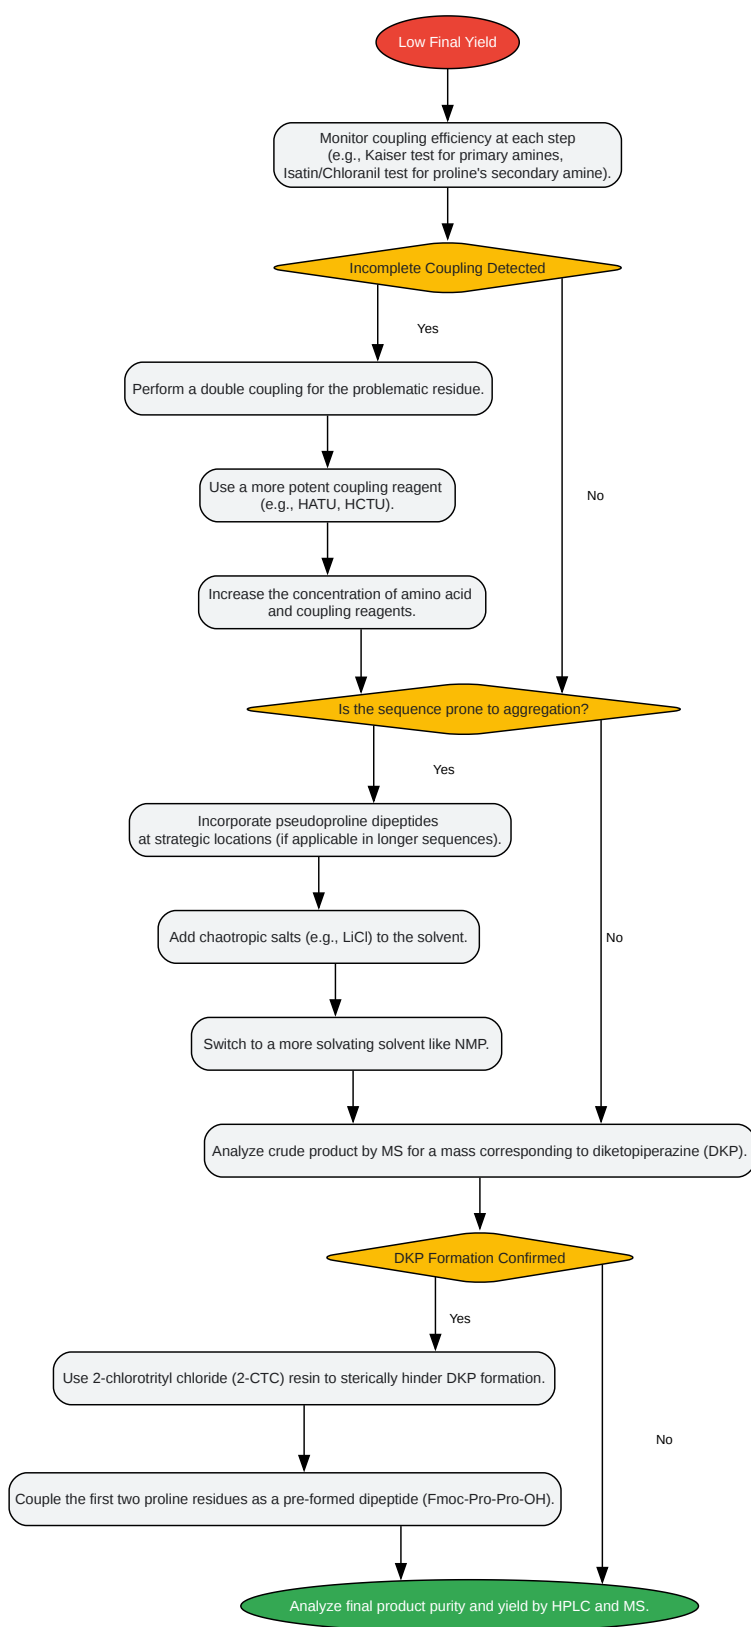 Low Final Yield
Monitor coupling efficiency at each step
(e.g., Kaiser test for primary amines,
Isatin/Chloranil test for proline's secondary amine).
Incomplete Coupling Detected
Yes
Perform a double coupling for the problematic residue.
Use a more potent coupling reagent
(e.g., HATU, HCTU).
No
Increase the concentration of amino acid
and coupling reagents.
Is the sequence prone to aggregation?
Yes
Incorporate pseudoproline dipeptides
at strategic locations (if applicable in longer sequences).
Add chaotropic salts (e.g., LiCl) to the solvent.
No
Switch to a more solvating solvent like NMP.
Analyze crude product by MS for a mass corresponding to diketopiperazine (DKP).
DKP Formation Confirmed
Yes
Use 2-chlorotrityl chloride (2-CTC) resin to sterically hinder DKP formation.
No
Couple the first two proline residues as a pre-formed dipeptide (Fmoc-Pro-Pro-OH).
Analyze final product purity and yield by HPLC and MS.